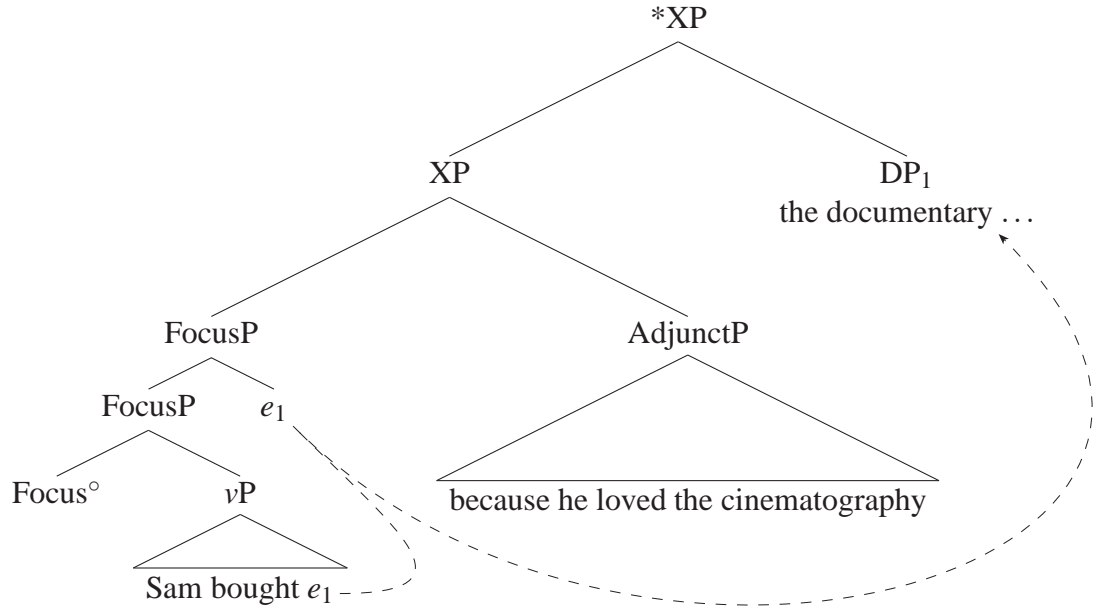 *XP
XP DP₁
the documentary …
FocusP AdjunctP
FocusP e₁
Focus° vP because he loved the cinematography
Sam bought e₁